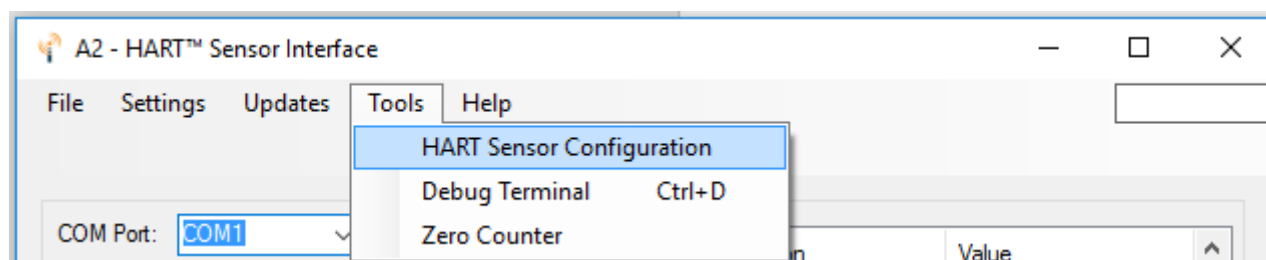 A2 - HART™ Sensor Interface
File Settings Updates Tools Help
HART Sensor Configuration
Debug Terminal Ctrl+D
COM Port: COM1
Zero Counter
Value